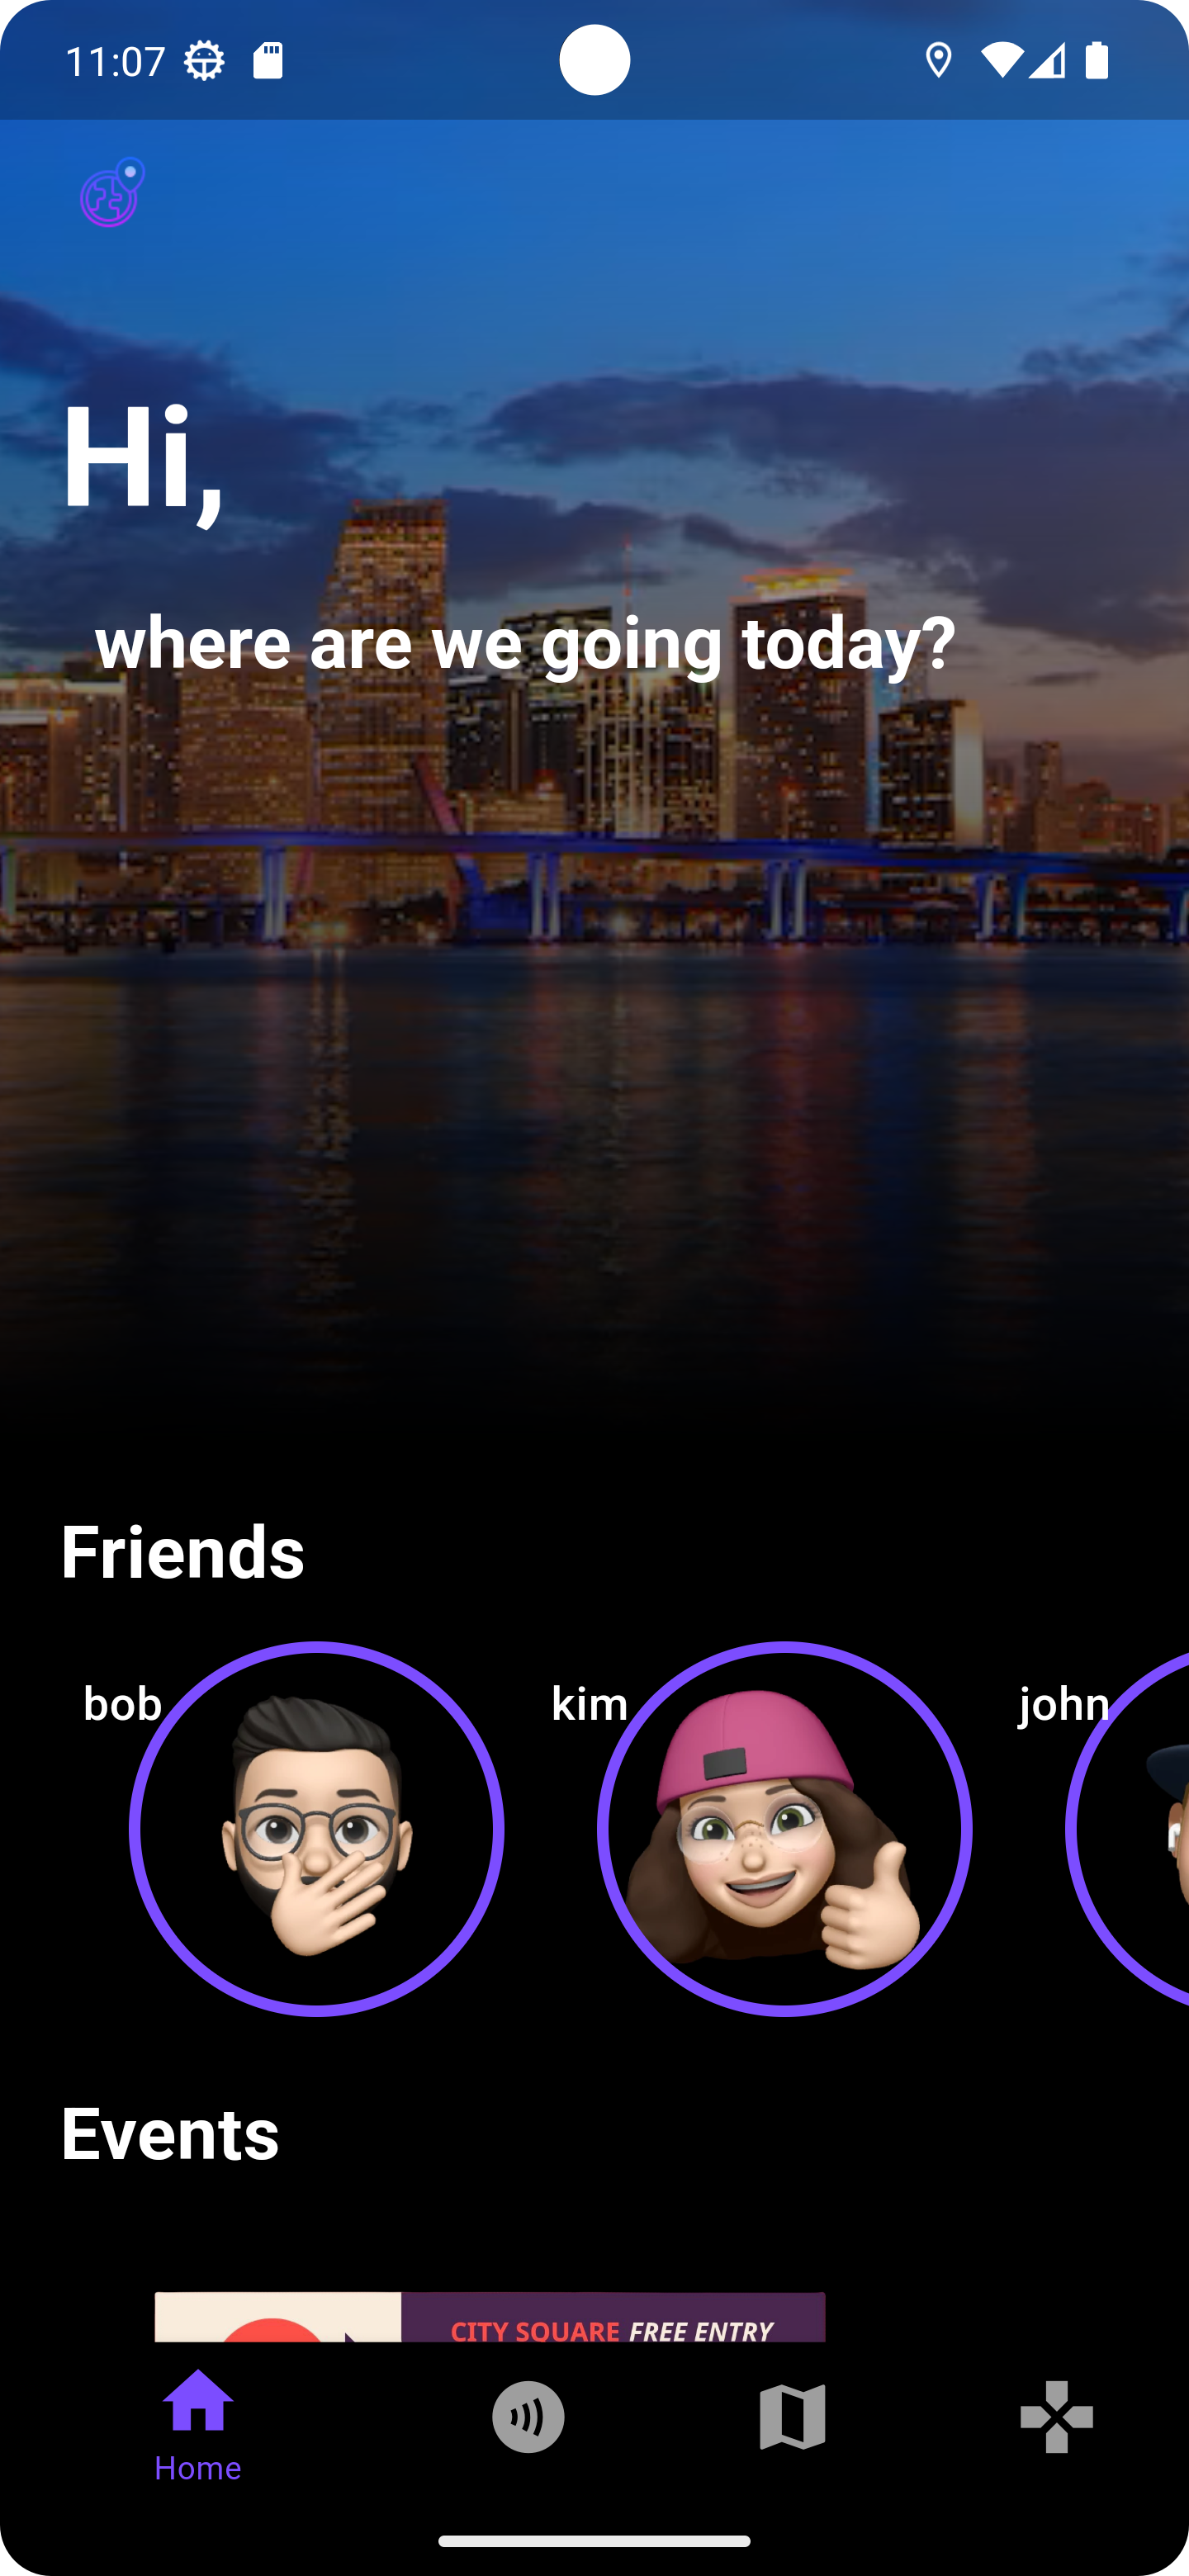 11:07
Hi,
where are we going today?
Friends
bob
kim
john
Events
CITY SQUARE FREE ENTRY
Home